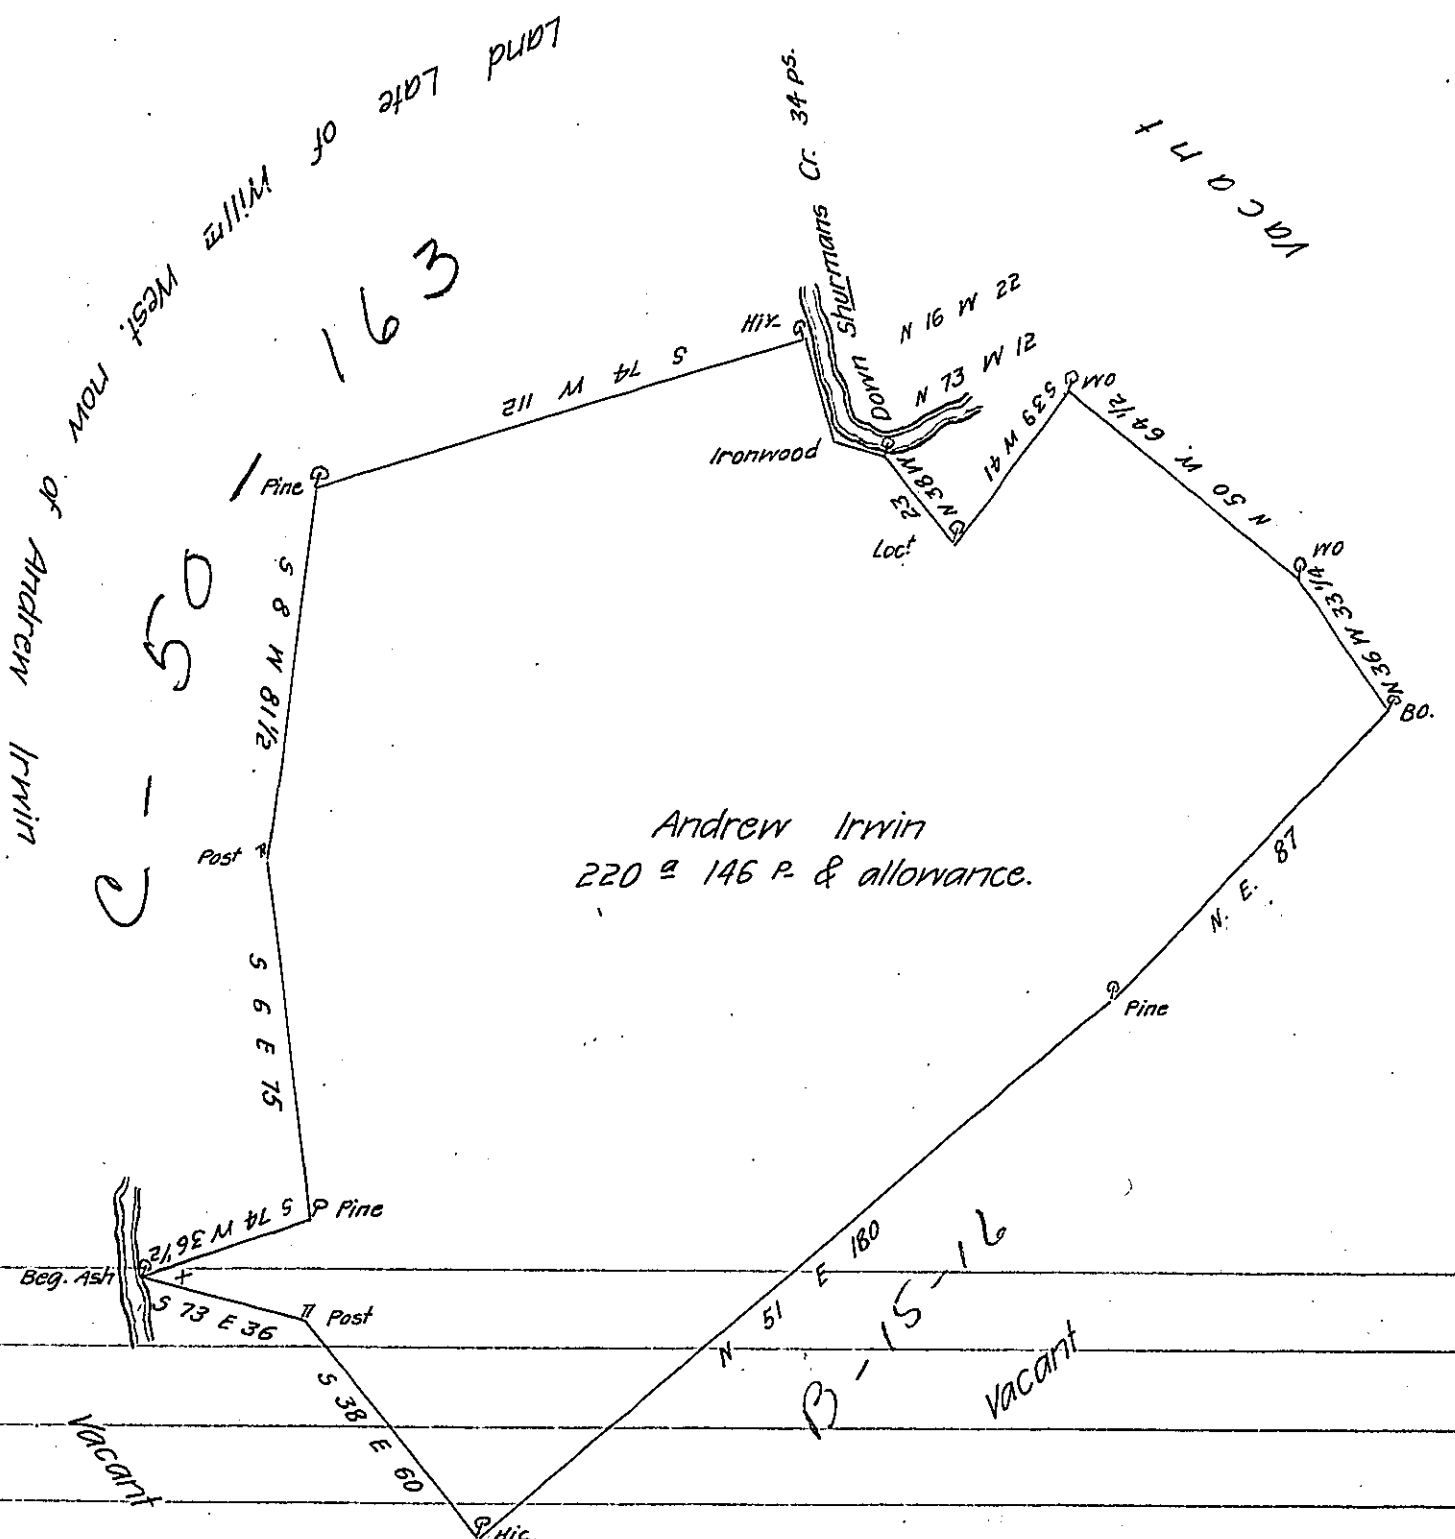 Land of Late Willm West. now of Andrew Irwin
163
C-50
Down Shurmans Cr. 34 ps.
Vacant
N 16 W 22
N 73 W 12
Hir-
S 74 W 112
Pine
Ironwood
N 38 W 23
Loct
S 39 W 41
WO
N 50 W. 64 1/2
WO
N 36 W 33 1/4
BO.
S 8 W 81 1/2
Post
Andrew Irwin
220 a 146 P. & allowance.
N. E. 87
Pine
S 6 E 75
Pine
S 74 W 36 1/2
Beg. Ash
S 73 E 36
Post
N 51 E 180
B-15-16
Vacant
S 38 E 60
Vacant
Hic.